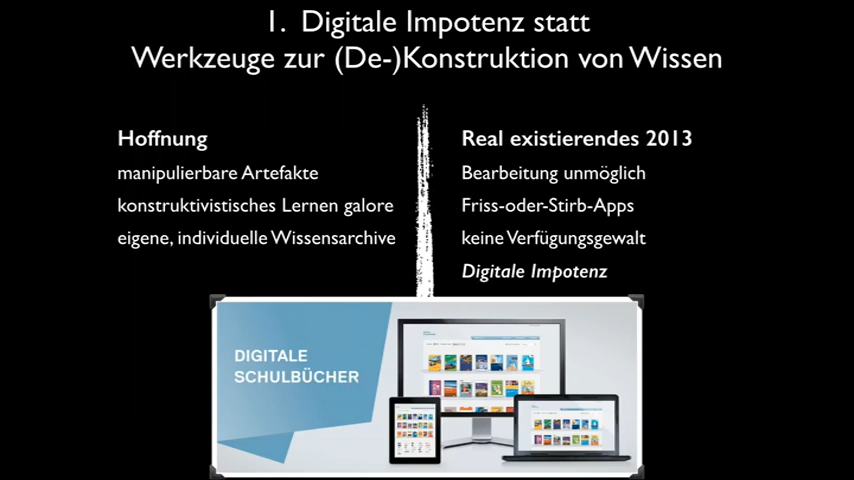 1. Digitale Impotenz statt
Werkzeuge zur (De-)Konstruktion von Wissen
Hoffnung
manipulierbare Artefakte
konstruktivistisches Lernen galore
eigene, individuelle Wissensarchive
Real existierendes 2013
Bearbeitung unmöglich
Friss-oder-Stirb-Apps
keine Verfügungsgewalt
Digitale Impotenz
DIGITALE
SCHULBÜCHER